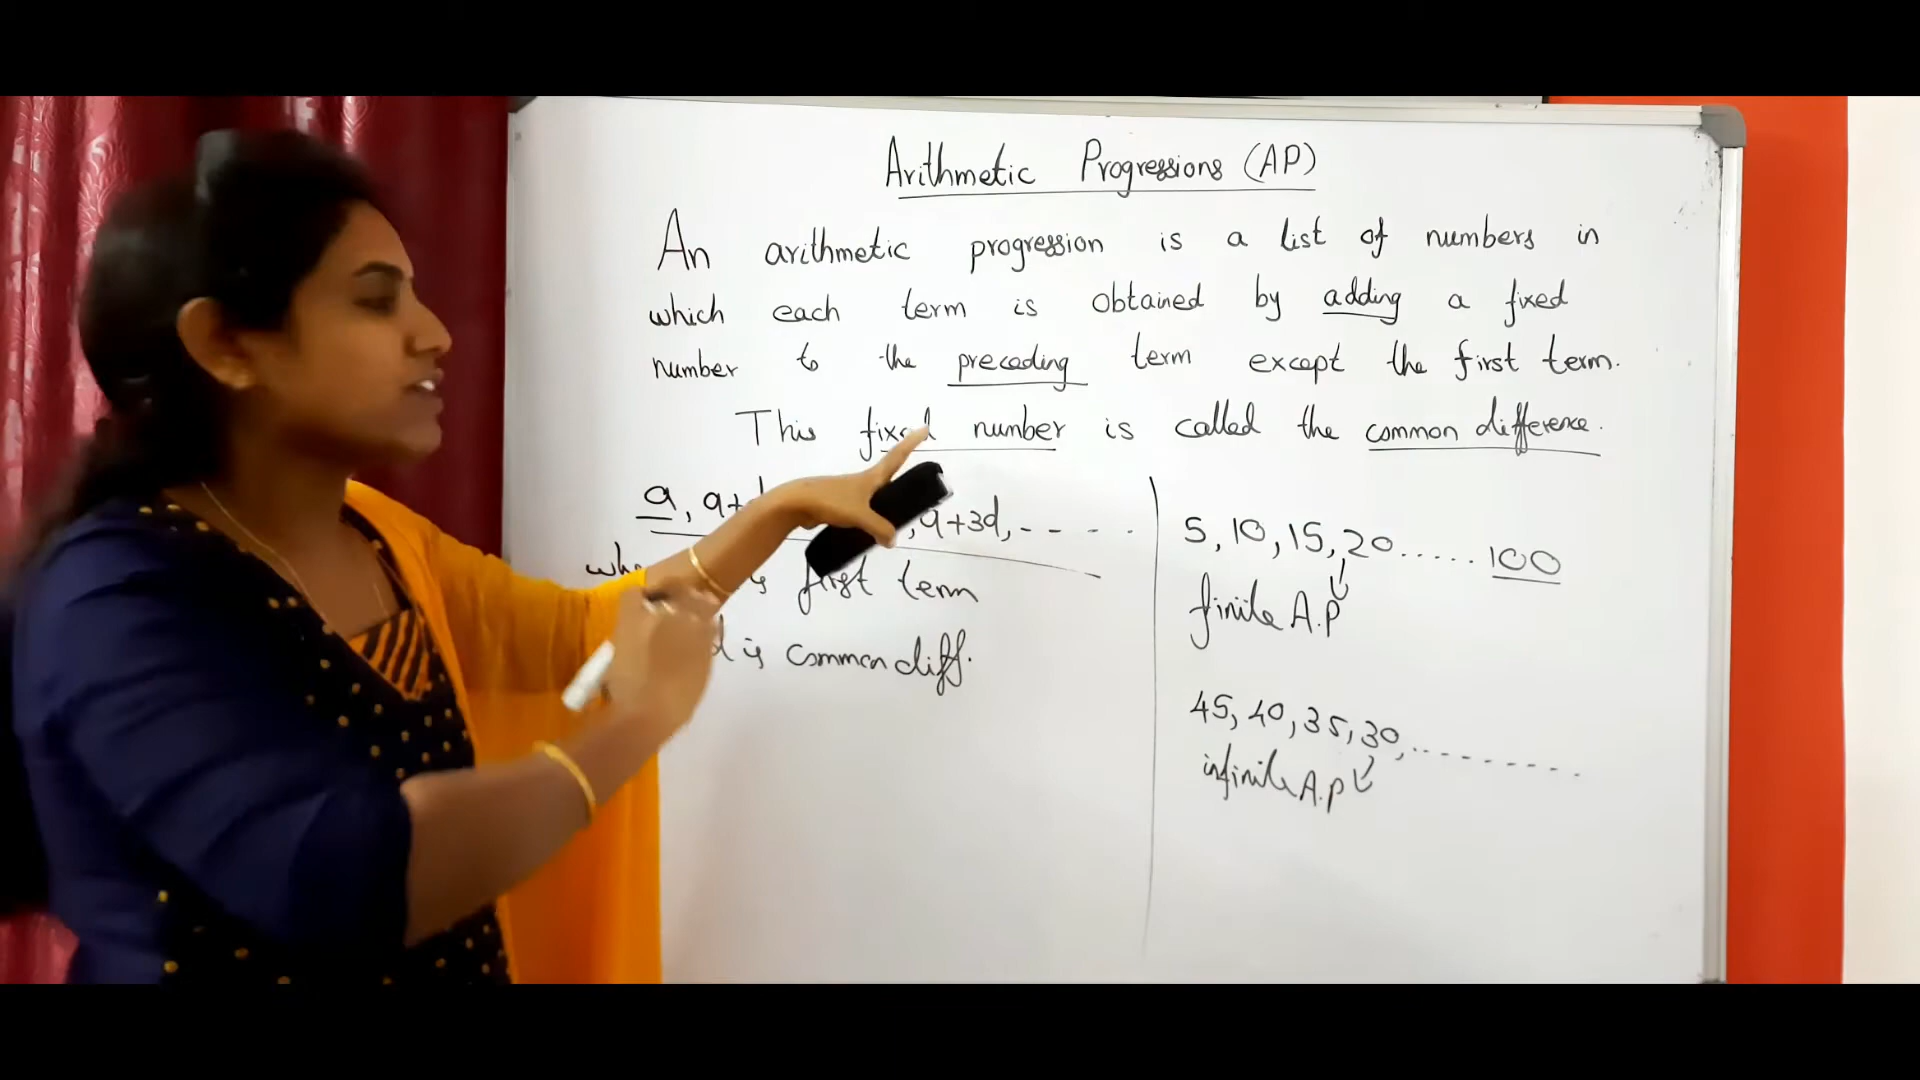 Arithmetic Progressions (AP)
An arithmetic progression is a list of numbers in
which each term is obtained by adding a fixed
number to the preceding term except the first term.
This fixed number is called the common difference.
a, a+ , a+3d, - - - -
is first term
d is common diff.
5, 10, 15, 20 ..... 100
finite A.P
45, 40, 35, 30, ..---------
infinite A.P